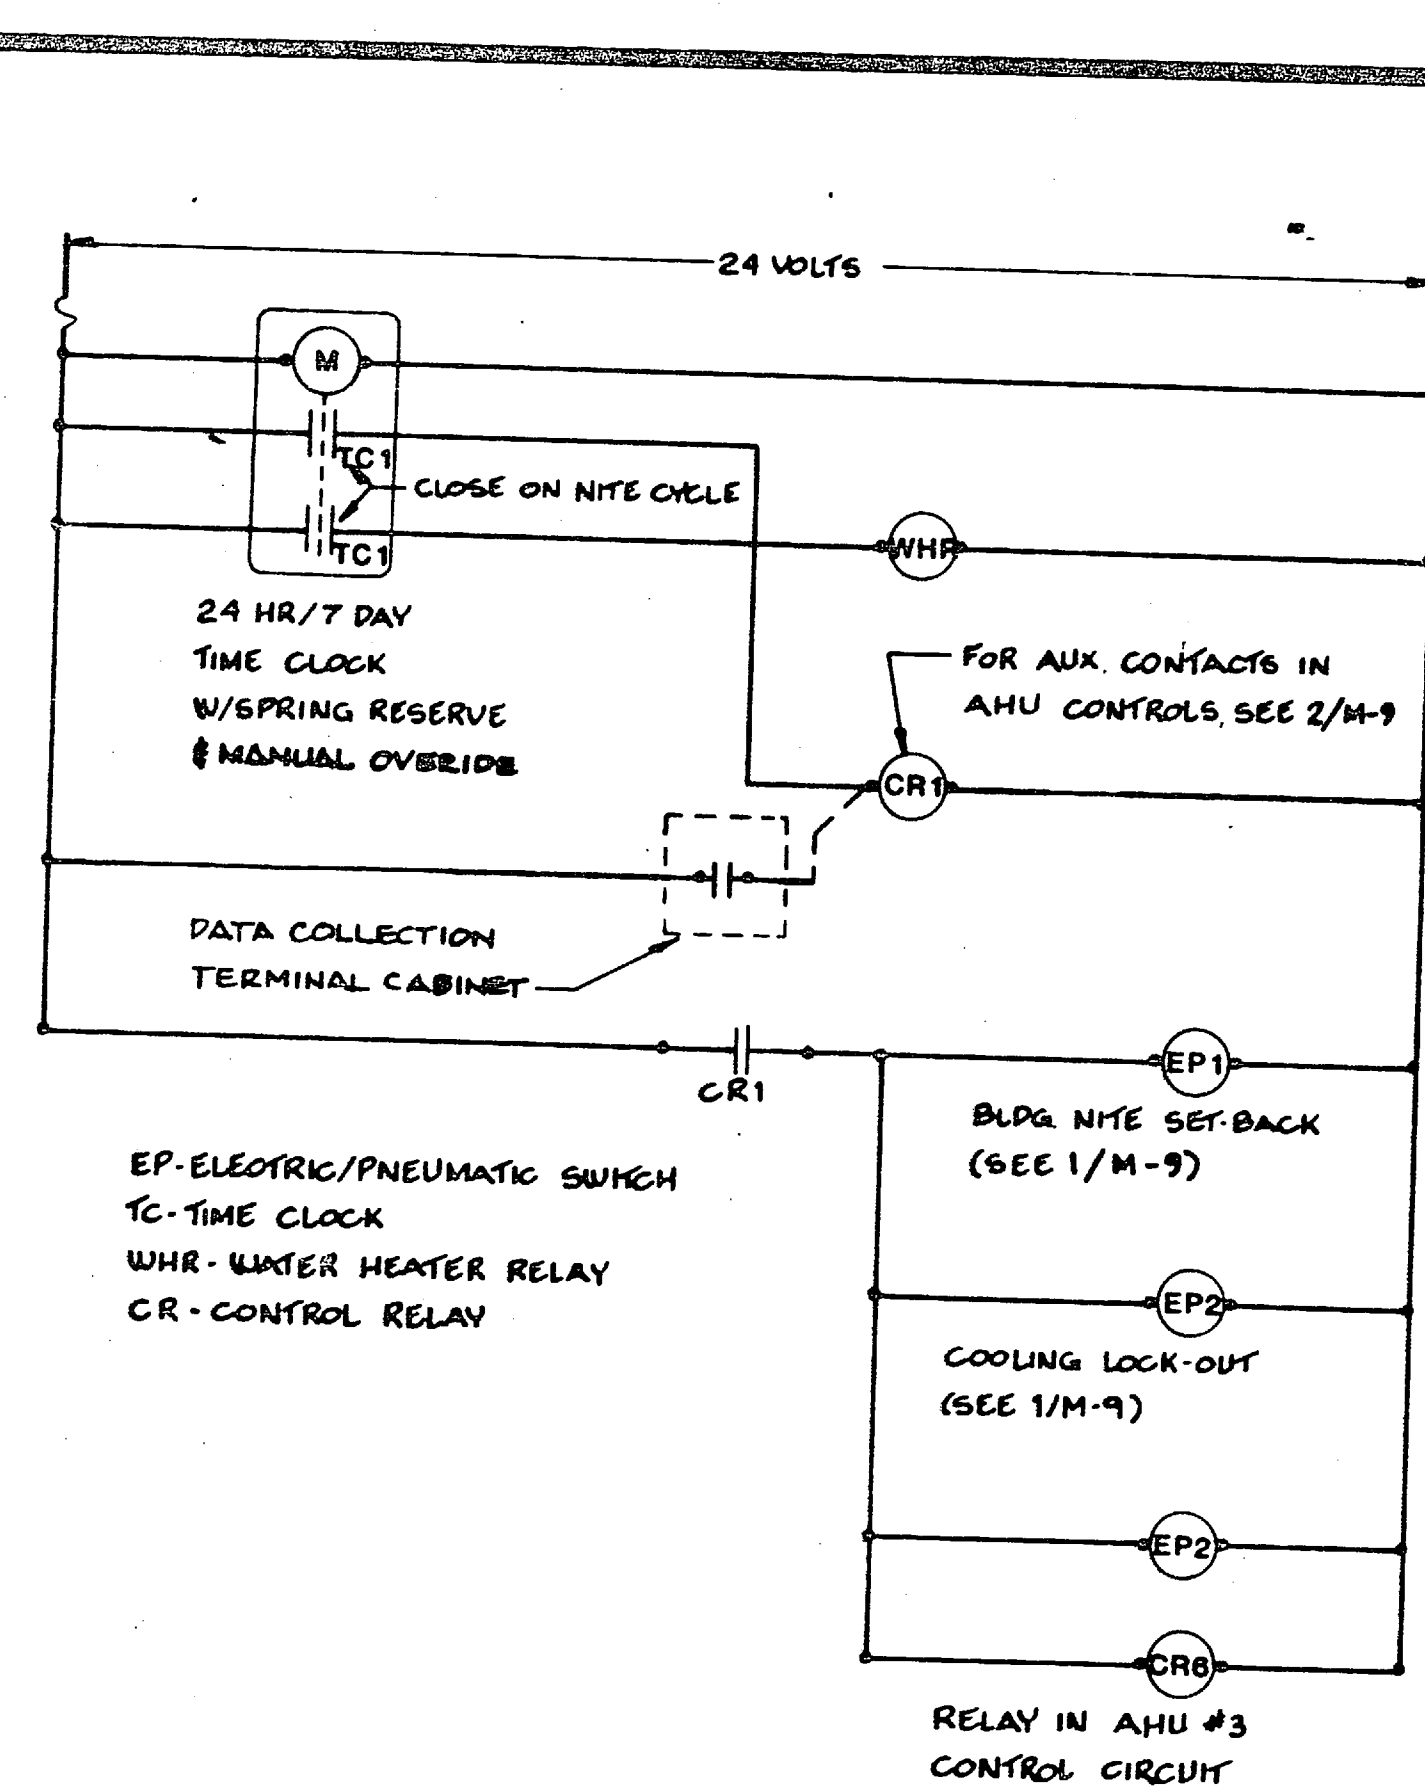 24 VOLTS
M
TC1
CLOSE ON NITE CYCLE
TC1
WHR
24 HR/7 DAY
TIME CLOCK
W/SPRING RESERVE
& MANUAL OVERIDE
FOR AUX. CONTACTS IN
AHU CONTROLS, SEE 2/M-9
CR1
DATA COLLECTION
TERMINAL CABINET
CR1
EP1
BLDG. NITE SET-BACK
(SEE 1/M-9)
EP-ELECTRIC/PNEUMATIC SWITCH
TC-TIME CLOCK
WHR-WATER HEATER RELAY
CR-CONTROL RELAY
EP2
COOLING LOCK-OUT
(SEE 1/M-9)
EP2
CR6
RELAY IN AHU #3
CONTROL CIRCUIT